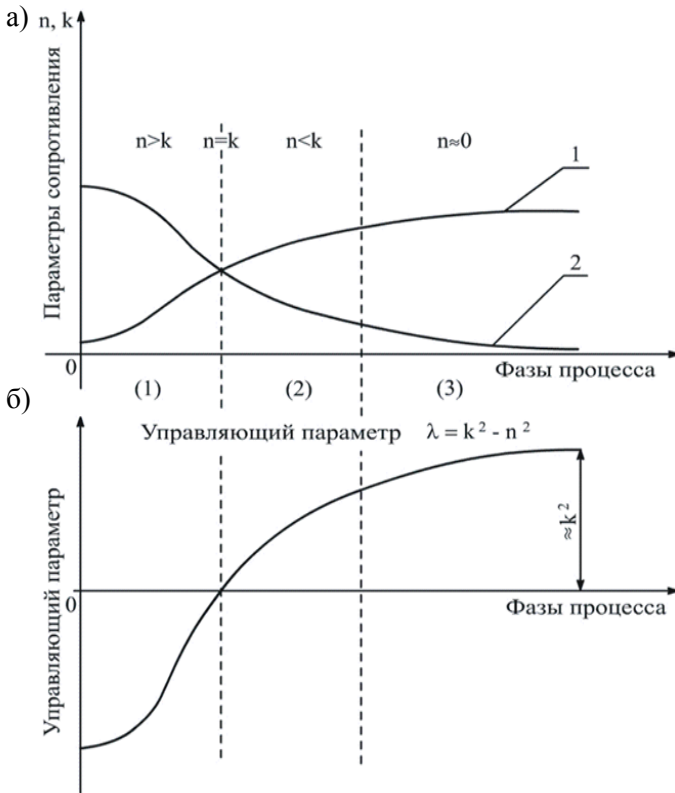 а)
n, k
Параметры сопротивления
n>k n=k n<k n≈0
1
2
0
Фазы процесса
(1) (2) (3)
б)
Управляющий параметр λ = k² - n²
Управляющий параметр
≈k²
0
Фазы процесса